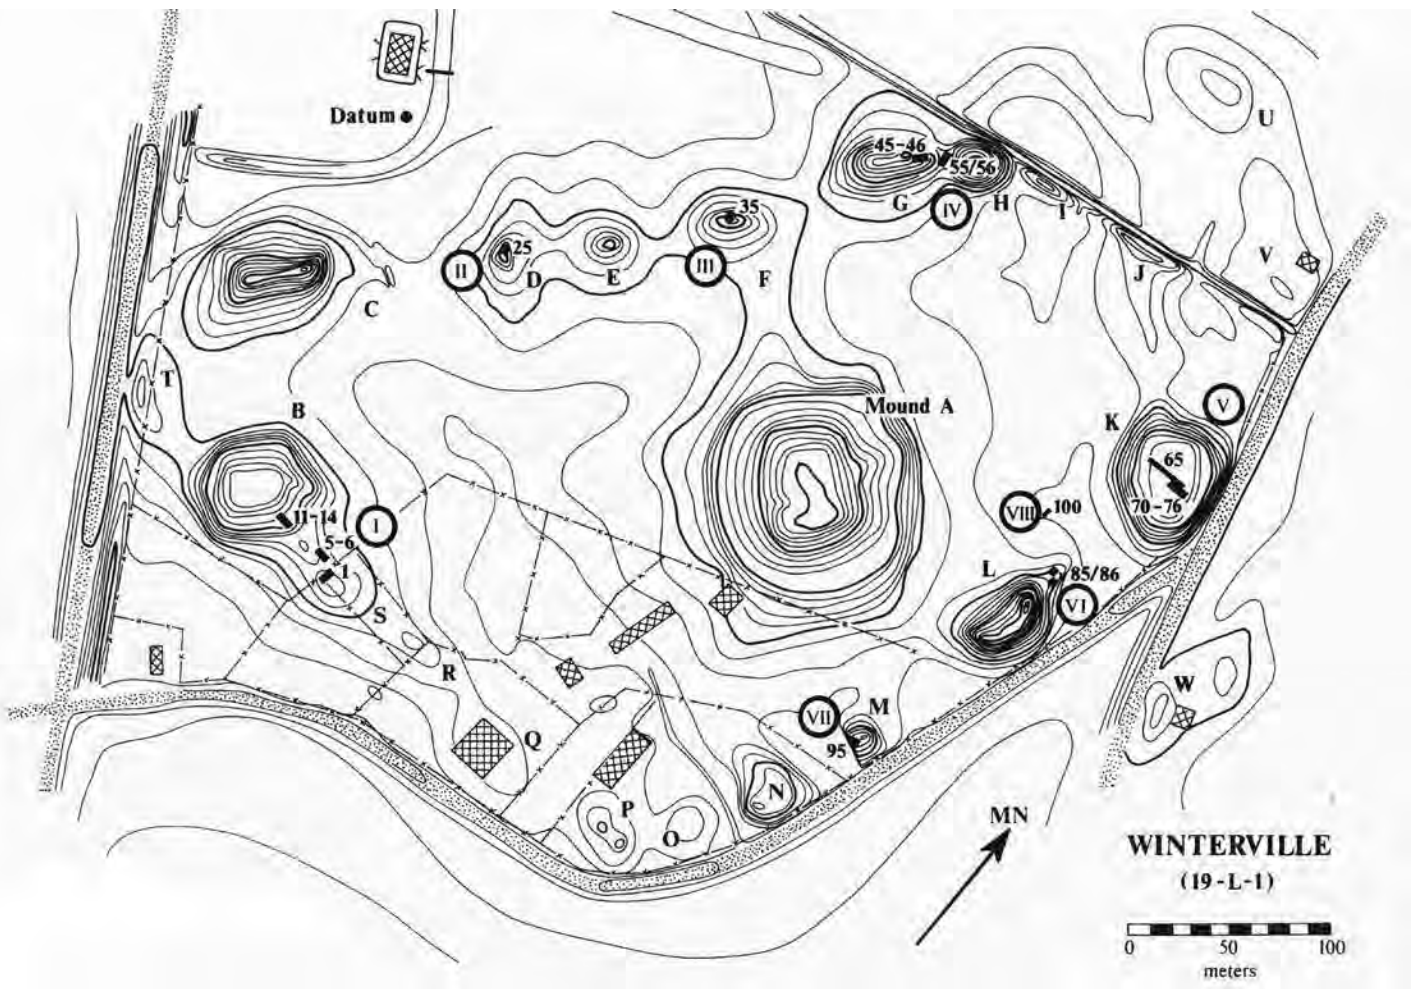 U
Datum
45-46
55/56
G
IV
H
I
35
II
25
D
E
III
F
J
V
C
T
B
Mound A
K
V
65
70-76
11-14
I
5-6
1
VIII
100
L
85/86
VI
S
R
W
Q
VII
M
95
N
P
O
MN
WINTERVILLE
(19-L-1)
0 50 100
meters